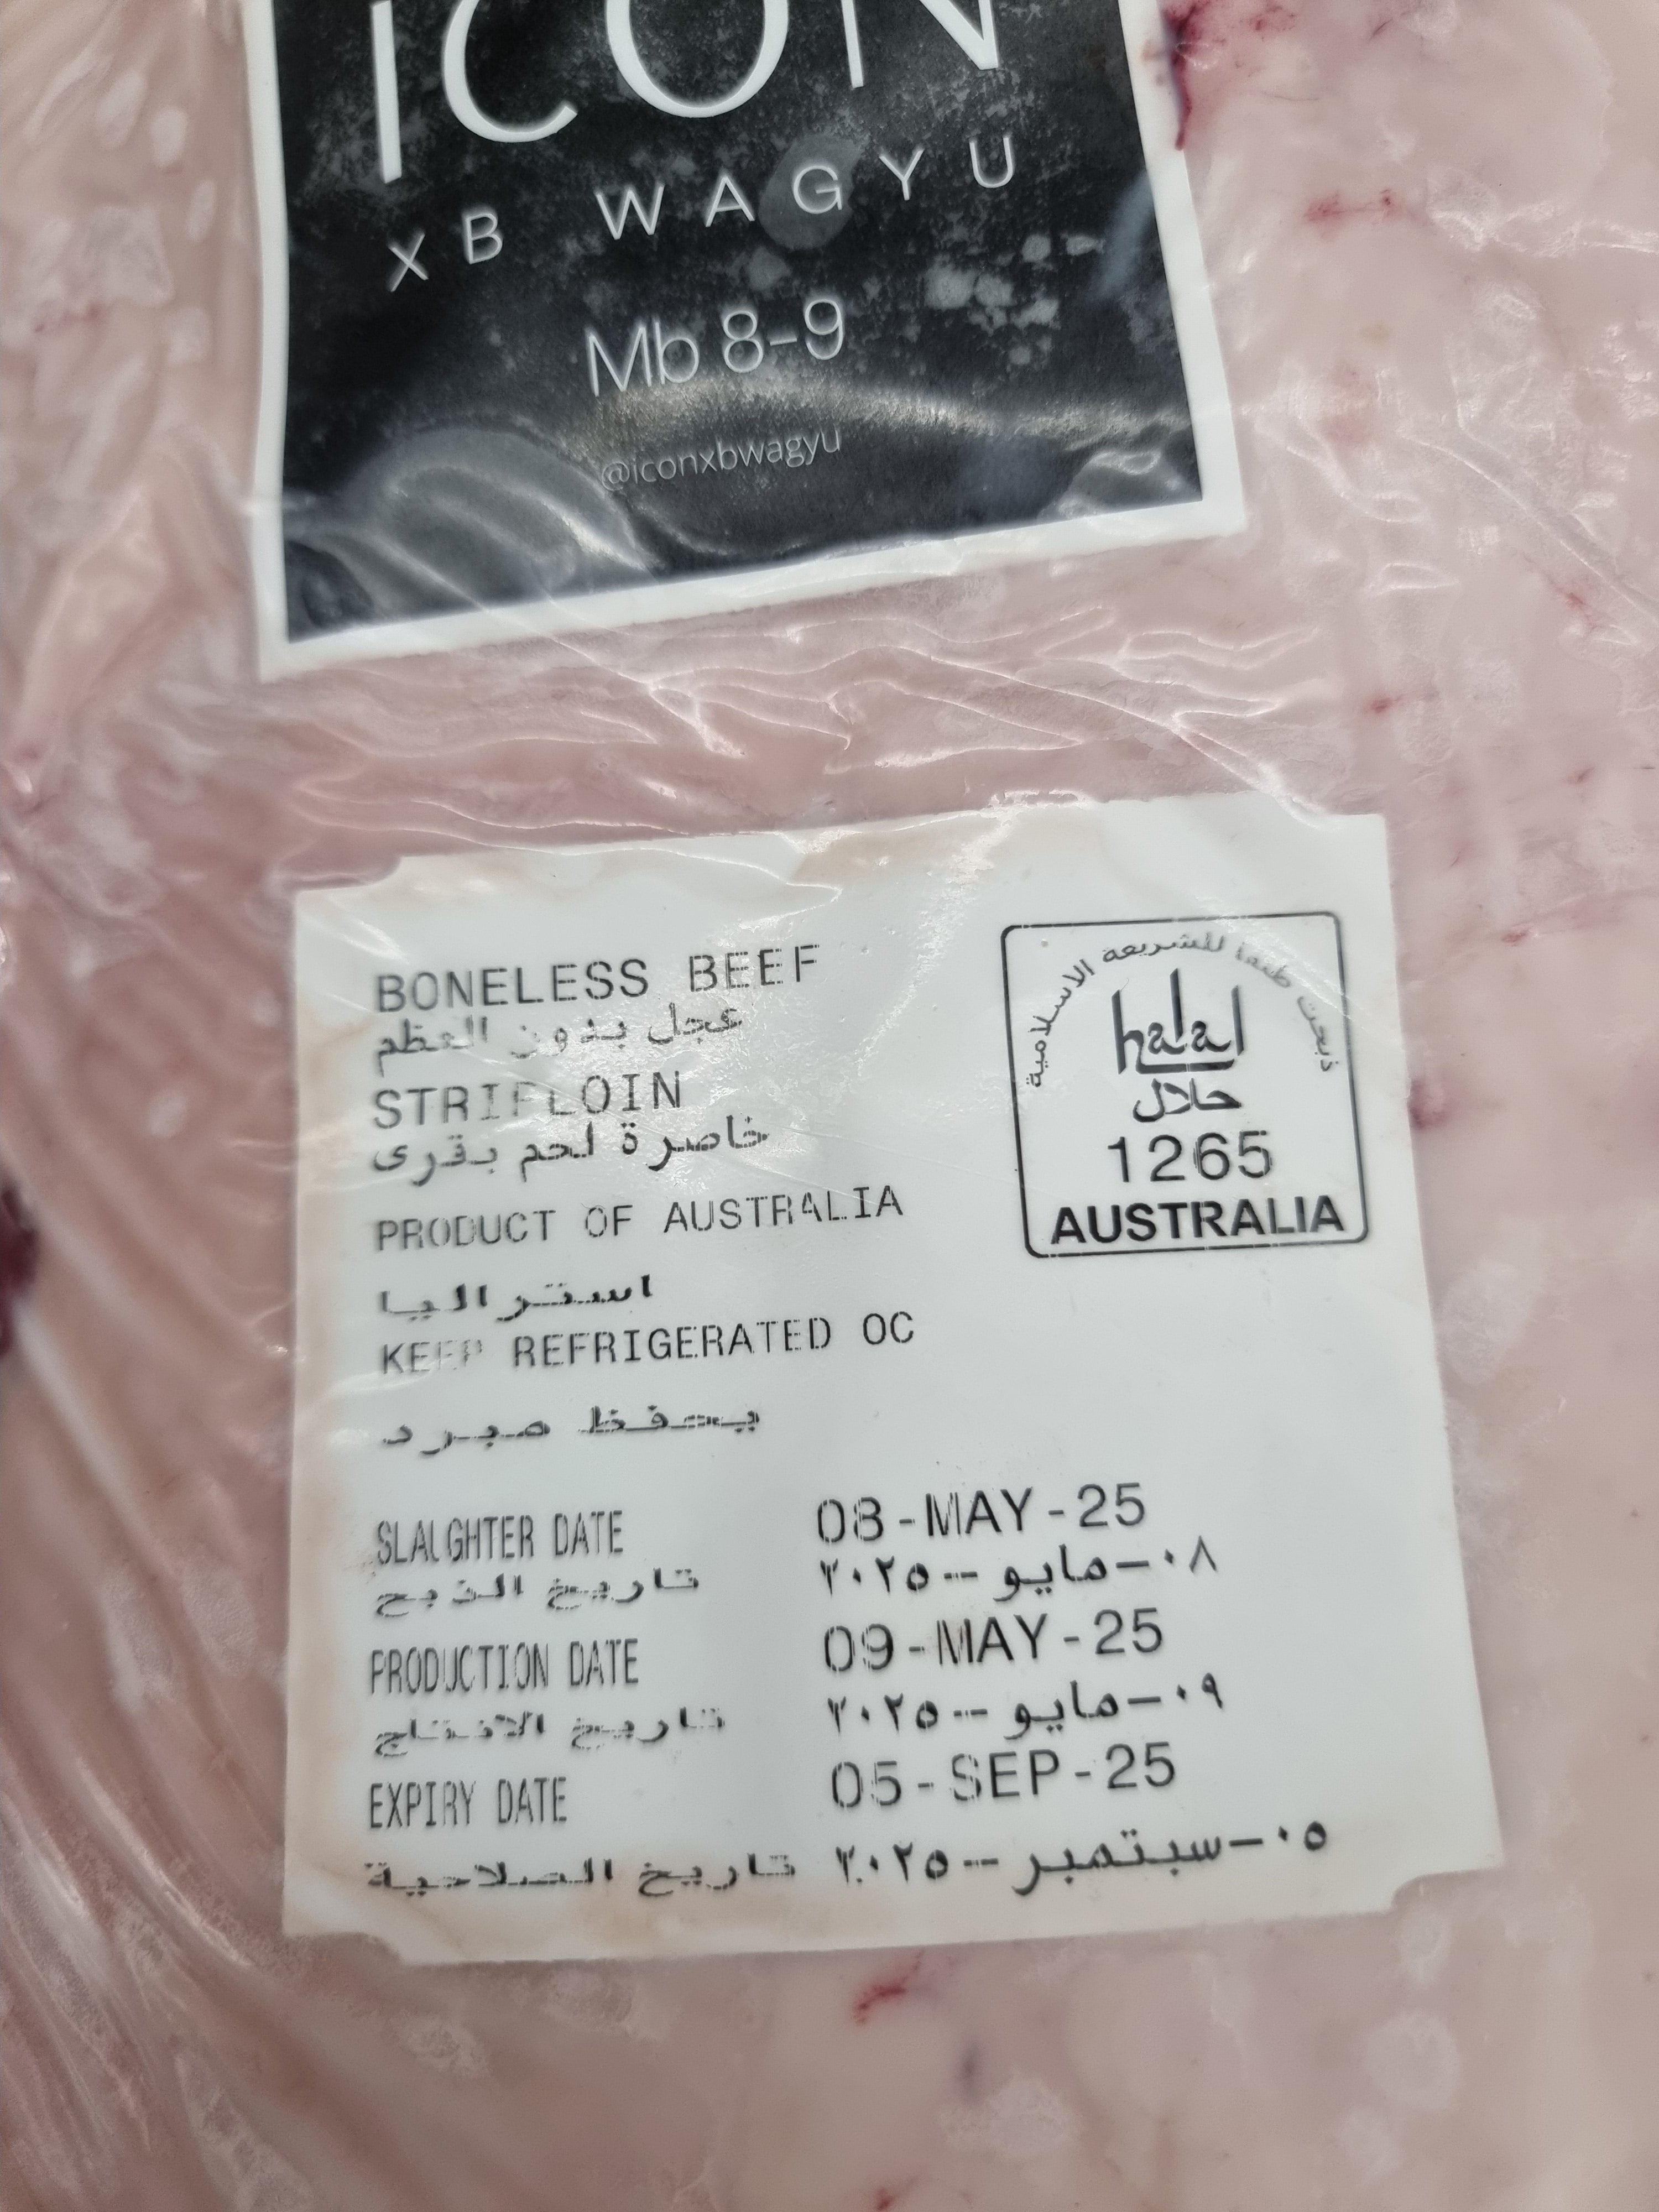 ICON
XB WAGYU
Mb 8-9
@iconxbwagyu
BONELESS BEEF
عجل بدون العظم
STRIPLOIN
خاصرة لحم بقرى
PRODUCT OF AUSTRALIA
استراليا
KEEP REFRIGERATED OC
يحفظ مبرد
ذبحت طبقا للشريعة الاسلامية
halal
حلال
1265
AUSTRALIA
SLAUGHTER DATE 08-MAY-25
تاريخ الذبح ٠٨-مايو-٢٠٢٥
PRODUCTION DATE 09-MAY-25
تاريخ الانتاج ٠٩-مايو-٢٠٢٥
EXPIRY DATE 05-SEP-25
تاريخ الصلاحية ٠٥-سبتمبر-٢٠٢٥